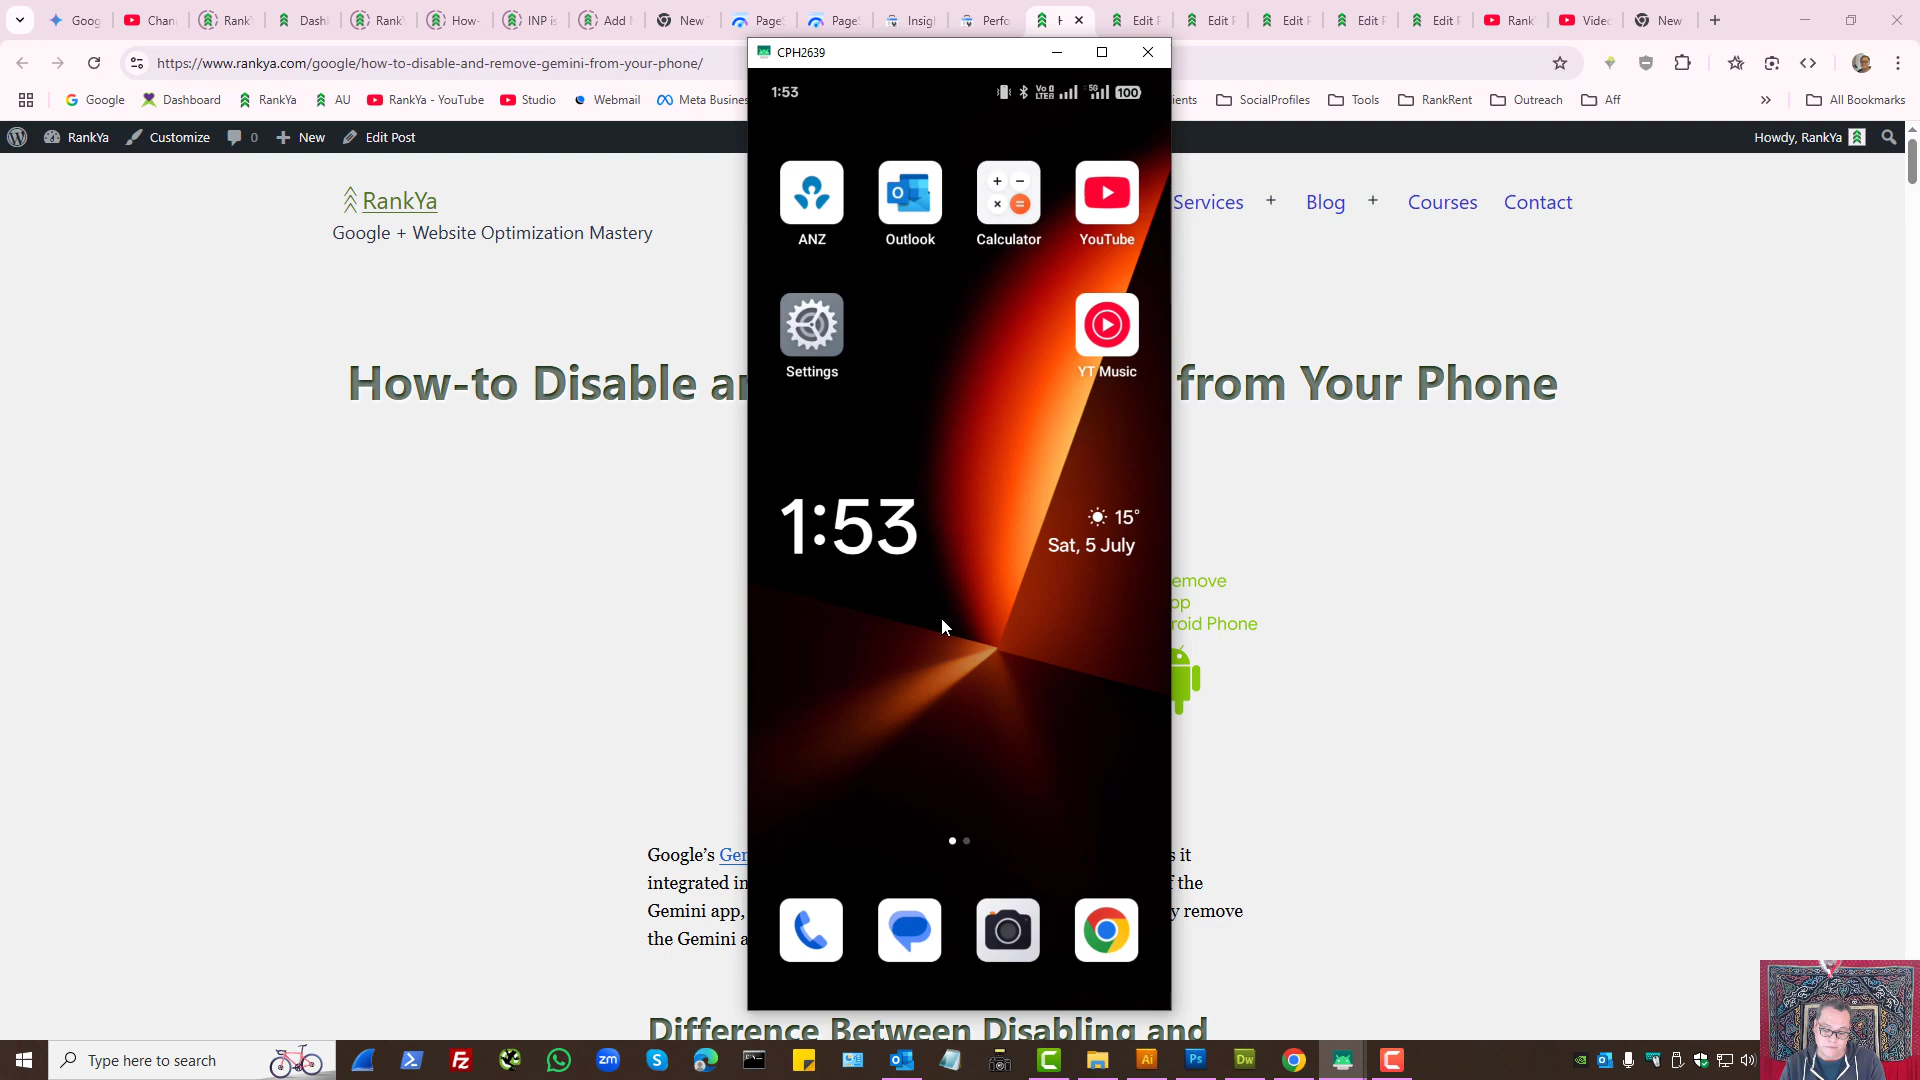 Goog
Chan
Rank
Dash
Rank
How-
INP is
Add N
New
Page
Page
Insig
Perfo
H
Edit F
Edit F
Edit F
Edit F
Edit F
Rank
Video
New
CPH2639
https://www.rankya.com/google/how-to-disable-and-remove-gemini-from-your-phone/
Google
Dashboard
RankYa
AU
RankYa - YouTube
Studio
Webmail
Meta Busines
ients
SocialProfiles
Tools
RankRent
Outreach
Aff
All Bookmarks
RankYa
Customize
0
New
Edit Post
Howdy, RankYa
RankYa
Google + Website Optimization Mastery
Services +
Blog +
Courses
Contact
How-to Disable a
from Your Phone
1:53
Vo
LTE
5G
100
ANZ
Outlook
Calculator
YouTube
Settings
YT Music
1:53
15°
Sat, 5 July
emove
pp
roid Phone
Google's Ger
s it
integrated in
f the
Gemini app,
y remove
the Gemini a
Difference Between Disabling and
Type here to search